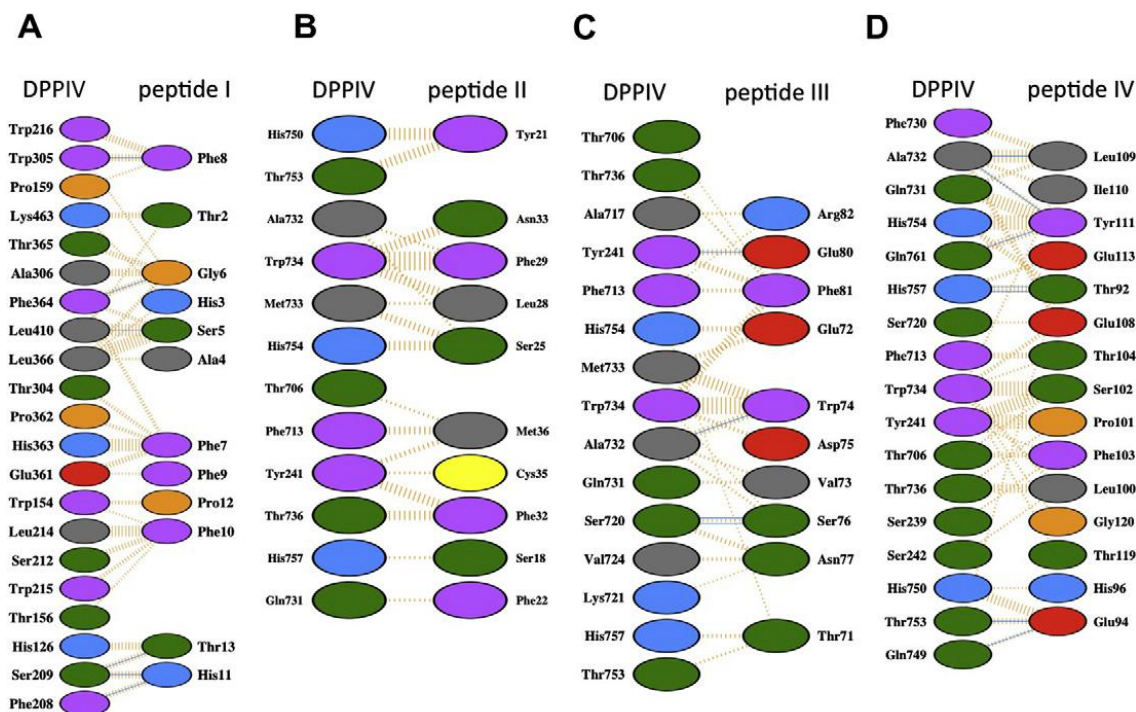 A
DPPIV peptide I
Trp216
Trp305 Phe8
Pro159
Lys463 Thr2
Thr365
Ala306 Gly6
Phe364 His3
Leu410 Ser5
Leu366 Ala4
Thr304
Pro362
His363 Phe7
Glu361 Phe9
Trp154 Pro12
Leu214 Phe10
Ser212
Trp215
Thr156
His126 Thr13
Ser209 His11
Phe208
B
DPPIV peptide II
His750 Tyr21
Thr753
Ala732 Asn33
Trp734 Phe29
Met733 Leu28
His754 Ser25
Thr706
Phe713 Met36
Tyr241 Cys35
Thr736 Phe32
His757 Ser18
Gln731 Phe22
C
DPPIV peptide III
Thr706
Thr736
Ala717 Arg82
Tyr241 Glu80
Phe713 Phe81
His754 Glu72
Met733
Trp734 Trp74
Ala732 Asp75
Gln731 Val73
Ser720 Ser76
Val724 Asn77
Lys721
His757 Thr71
Thr753
D
DPPIV peptide IV
Phe730
Ala732 Leu109
Gln731 Ile110
His754 Tyr111
Gln761 Glu113
His757 Thr92
Ser720 Glu108
Phe713 Thr104
Trp734 Ser102
Tyr241 Pro101
Thr706 Phe103
Thr736 Leu100
Ser239 Gly120
Ser242 Thr119
His750 His96
Thr753 Glu94
Gln749